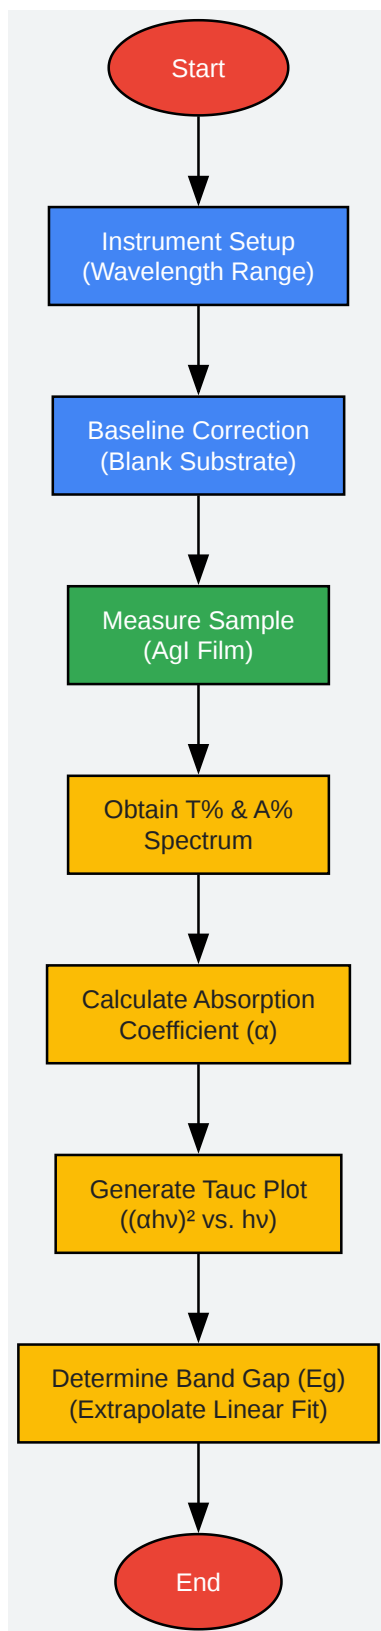 Start
Instrument Setup
(Wavelength Range)
Baseline Correction
(Blank Substrate)
Measure Sample
(AgI Film)
Obtain T% & A%
Spectrum
Calculate Absorption
Coefficient (α)
Generate Tauc Plot
((αhν)² vs. hν)
Determine Band Gap (Eg)
(Extrapolate Linear Fit)
End